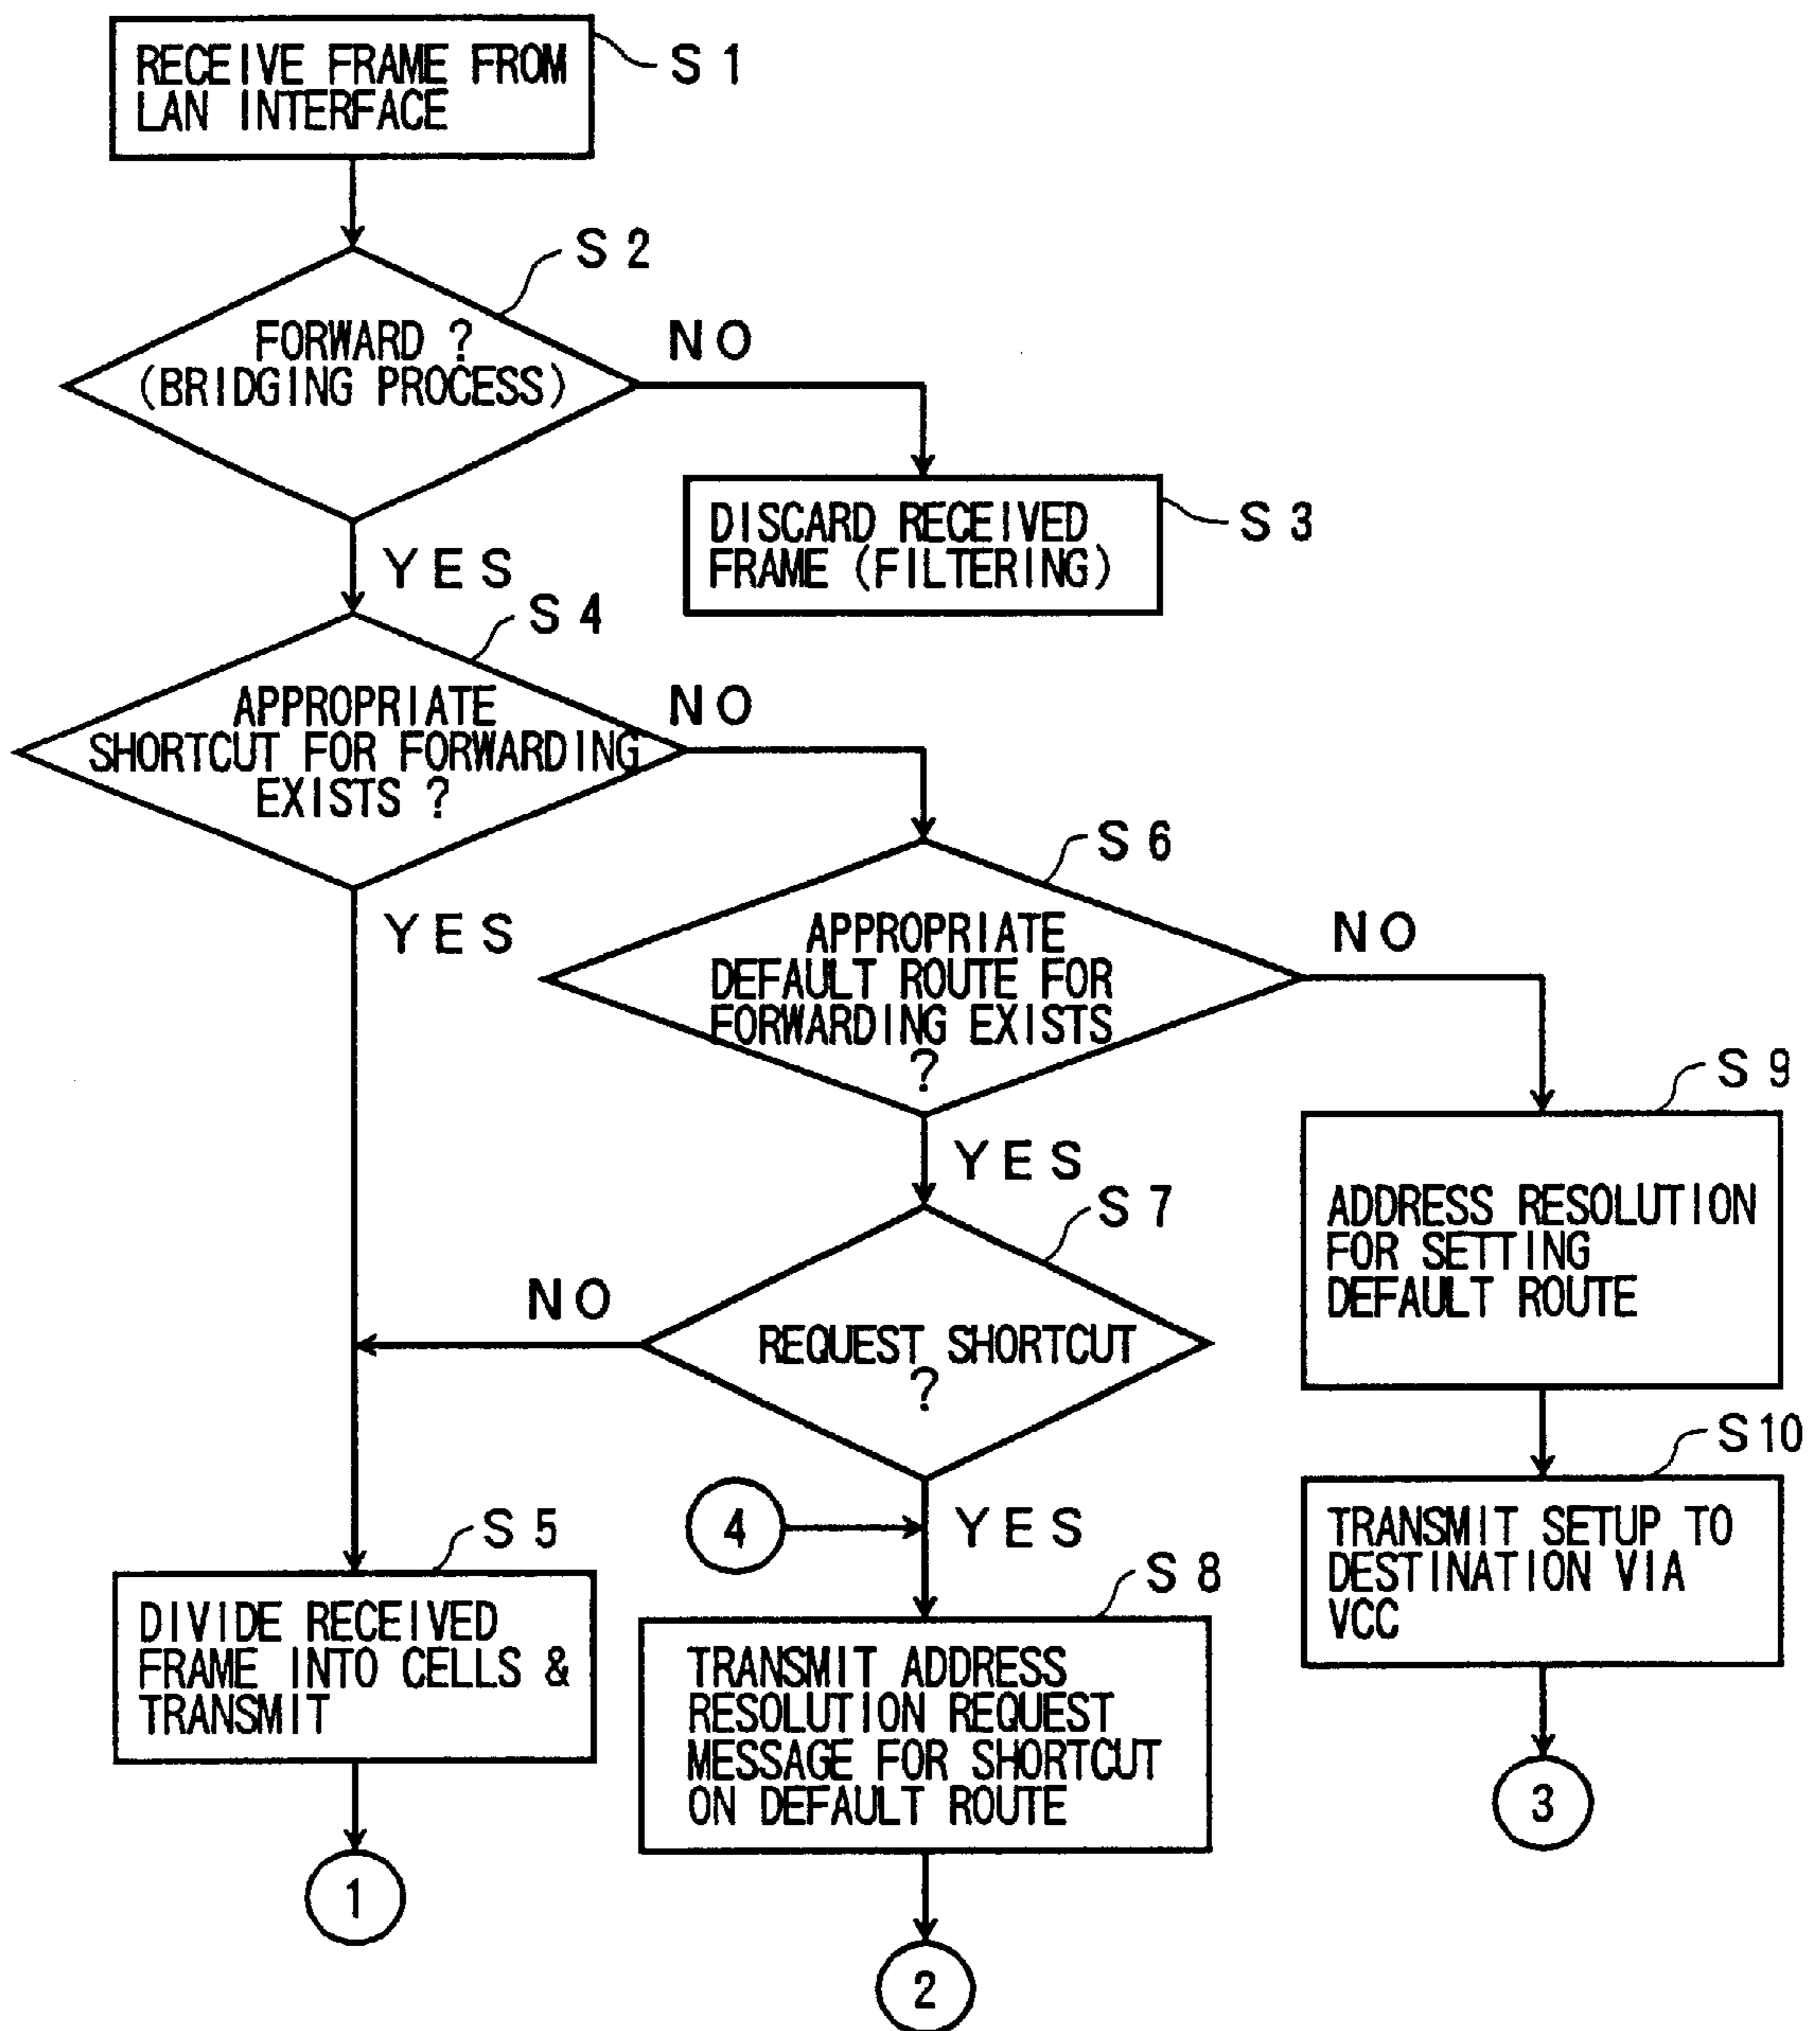 RECEIVE FRAME FROM
LAN INTERFACE
S1
S2
FORWARD ?
(BRIDGING PROCESS)
NO
DISCARD RECEIVED
FRAME (FILTERING)
S3
YES
S4
APPROPRIATE
SHORTCUT FOR FORWARDING
EXISTS ?
NO
YES
S6
APPROPRIATE
DEFAULT ROUTE FOR
FORWARDING EXISTS
?
NO
YES
S9
ADDRESS RESOLUTION
FOR SETTING
DEFAULT ROUTE
S7
REQUEST SHORTCUT
?
NO
YES
4
S10
TRANSMIT SETUP TO
DESTINATION VIA
VCC
S5
DIVIDE RECEIVED
FRAME INTO CELLS &
TRANSMIT
S8
TRANSMIT ADDRESS
RESOLUTION REQUEST
MESSAGE FOR SHORTCUT
ON DEFAULT ROUTE
3
1
2